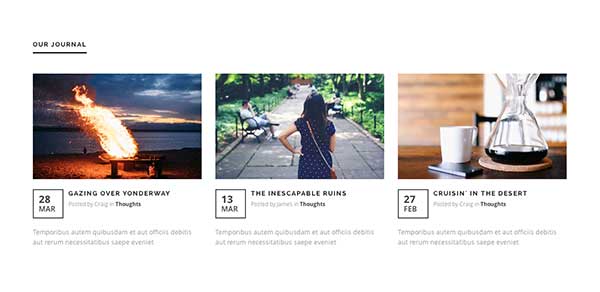 OUR JOURNAL
28
MAR
GAZING OVER YONDERWAY
Posted by Craig in Thoughts
Temporibus autem quibusdam et aut officiis debitis
aut rerum necessitatibus saepe eveniet
13
MAR
THE INESCAPABLE RUINS
Posted by James in Thoughts
Temporibus autem quibusdam et aut officiis debitis
aut rerum necessitatibus saepe eveniet
27
FEB
CRUISIN' IN THE DESERT
Posted by Craig in Thoughts
Temporibus autem quibusdam et aut officiis debitis
aut rerum necessitatibus saepe eveniet